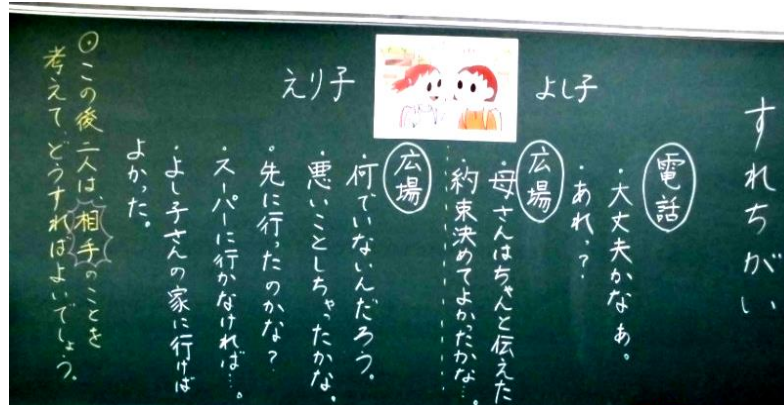 すれちがい
よし子
電話
・大丈夫かなぁ。
・あれっ?
広場
・母さんはちゃんと伝えた
・約束決めてよかったかな…。
えり子
広場
・何でいないんだろう。
・悪いことしちゃったかな。
・先に行ったのかな?
・スーパーに行かなければ…。
・よし子さんの家に行けば
よかった。
◎この後二人は、相手のことを
考えて、どうすればよいでしょう。